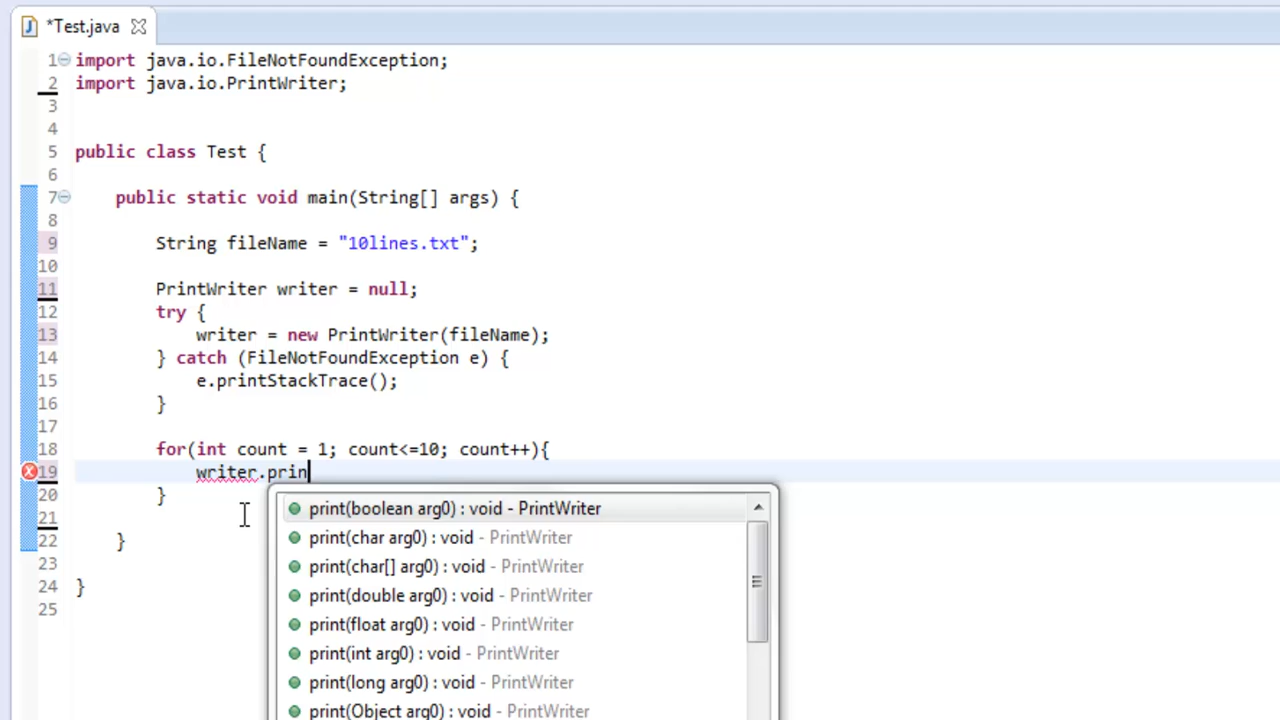 *Test.java
1 import java.io.FileNotFoundException;
2 import java.io.PrintWriter;
3
4
5 public class Test {
6
7 public static void main(String[] args) {
8
9 String fileName = "10lines.txt";
10
11 PrintWriter writer = null;
12 try {
13 writer = new PrintWriter(fileName);
14 } catch (FileNotFoundException e) {
15 e.printStackTrace();
16 }
17
18 for(int count = 1; count<=10; count++){
19 writer.prin
20 }
21
22 }
23
24 }
25
print(boolean arg0) : void - PrintWriter
print(char arg0) : void - PrintWriter
print(char[] arg0) : void - PrintWriter
print(double arg0) : void - PrintWriter
print(float arg0) : void - PrintWriter
print(int arg0) : void - PrintWriter
print(long arg0) : void - PrintWriter
print(Object arg0) : void - PrintWriter